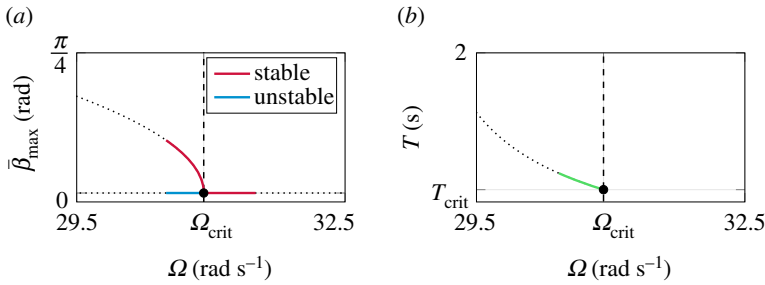 (a)
π/4
β̄max (rad)
0
stable
unstable
29.5
Ωcrit
32.5
Ω (rad s–1)
(b)
2
T (s)
Tcrit
29.5
Ωcrit
32.5
Ω (rad s–1)